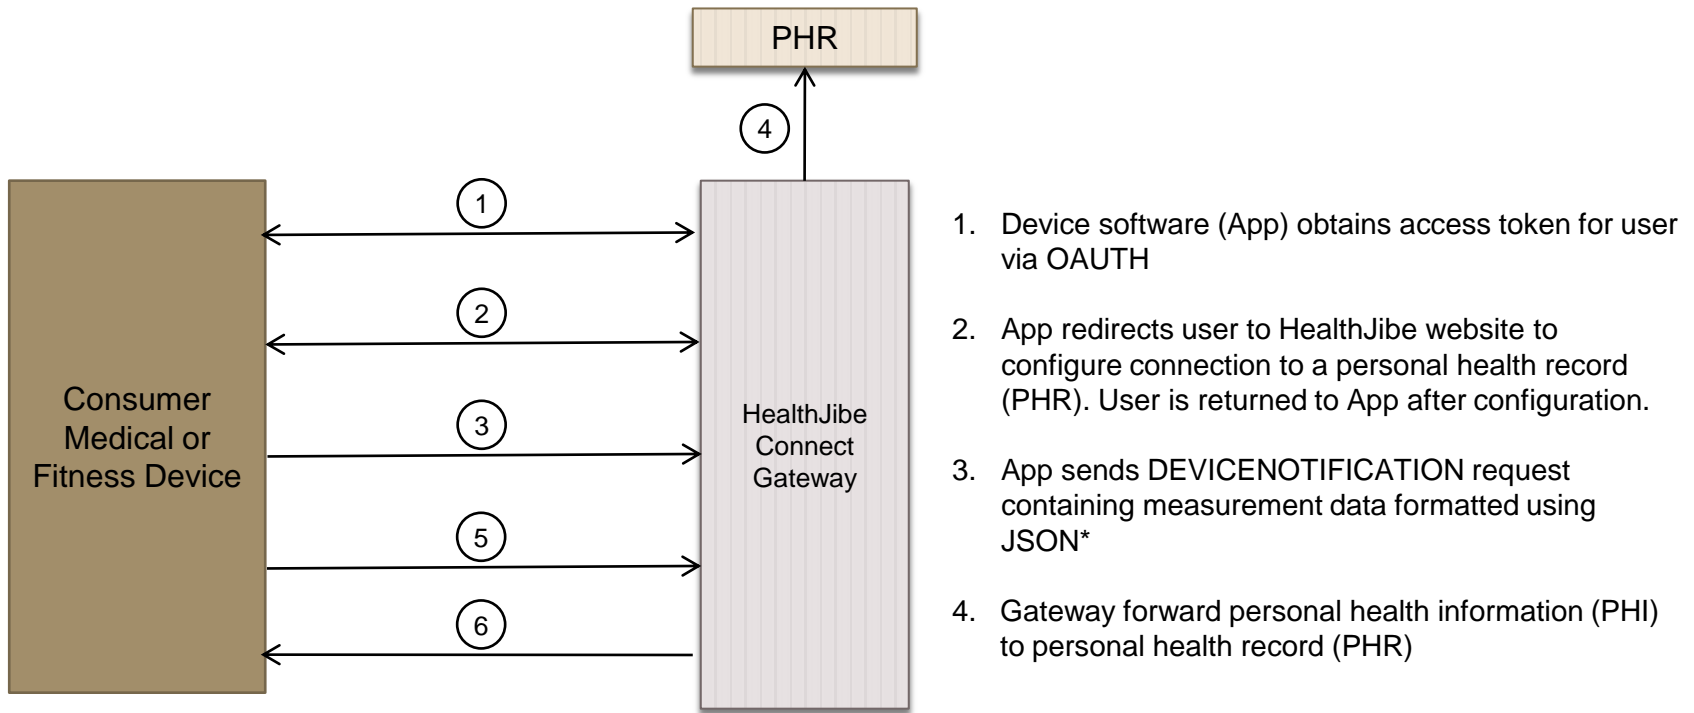 PHR
4
1
2
3
5
6
Consumer
Medical or
Fitness Device
HealthJibe
Connect
Gateway
1. Device software (App) obtains access token for user
via OAUTH
2. App redirects user to HealthJibe website to
configure connection to a personal health record
(PHR). User is returned to App after configuration.
3. App sends DEVICENOTIFICATION request
containing measurement data formatted using
JSON*
4. Gateway forward personal health information (PHI)
to personal health record (PHR)